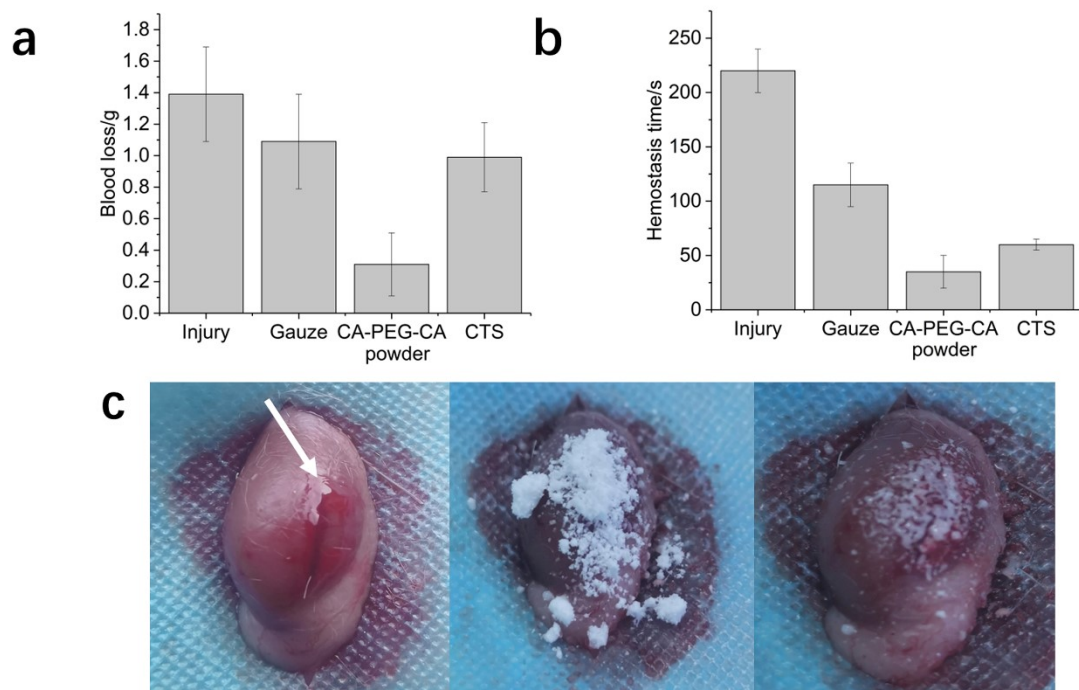 a
Blood loss/g
1.8
1.6
1.4
1.2
1.0
0.8
0.6
0.4
0.2
0.0
Injury
Gauze
CA-PEG-CA
powder
CTS
b
Hemostasis time/s
250
200
150
100
50
0
Injury
Gauze
CA-PEG-CA
powder
CTS
c